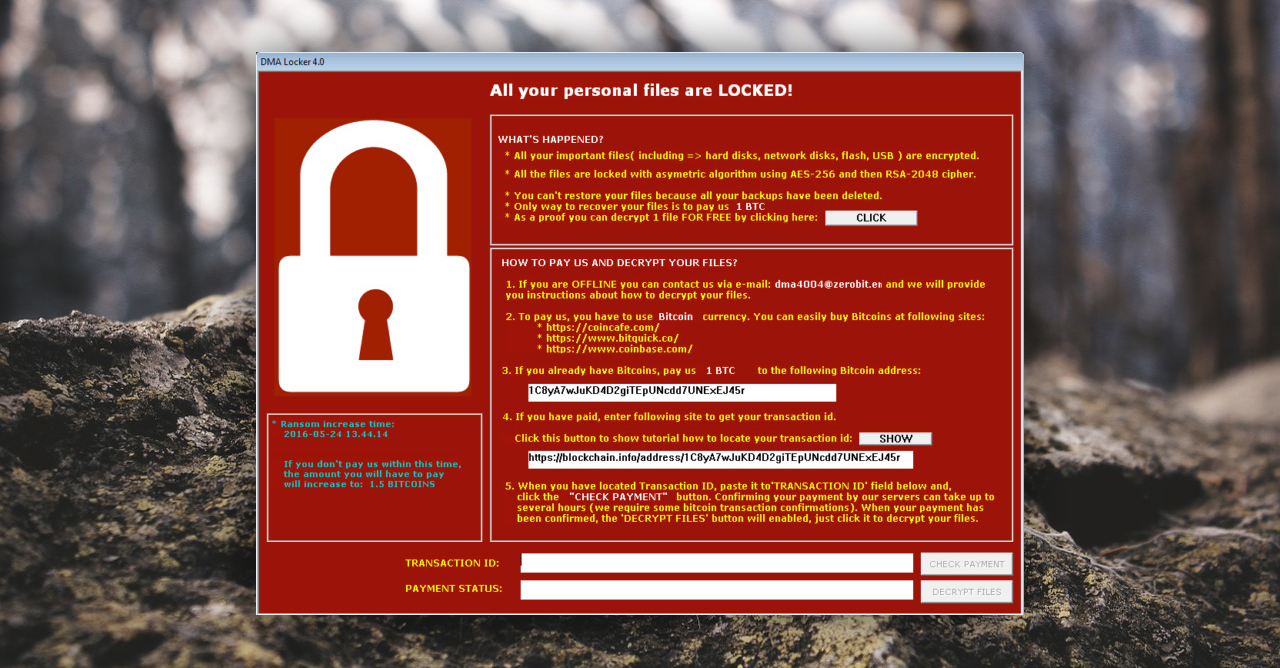 DMA Locker 4.0
All your personal files are LOCKED!
WHAT'S HAPPENED?
* All your important files( including => hard disks, network disks, flash, USB ) are encrypted.
* All the files are locked with asymetric algorithm using AES-256 and then RSA-2048 cipher.
* You can't restore your files because all your backups have been deleted.
* Only way to recover your files is to pay us 1 BTC
* As a proof you can decrypt 1 file FOR FREE by clicking here: CLICK
HOW TO PAY US AND DECRYPT YOUR FILES?
1. If you are OFFLINE you can contact us via e-mail: dma4004@zerobit.em and we will provide
you instructions about how to decrypt your files.
2. To pay us, you have to use Bitcoin currency. You can easily buy Bitcoins at following sites:
* https://coincafe.com/
* https://www.bitquick.co/
* https://www.coinbase.com/
3. If you already have Bitcoins, pay us 1 BTC to the following Bitcoin address:
1C8yA7wJuKD4D2giTEpUNcdd7UNExEJ45r
4. If you have paid, enter following site to get your transaction id.
Click this button to show tutorial how to locate your transaction id: SHOW
https://blockchain.info/address/1C8yA7wJuKD4D2giTEpUNcdd7UNExEJ45r
5. When you have located Transaction ID, paste it to'TRANSACTION ID' field below and,
click the "CHECK PAYMENT" button. Confirming your payment by our servers can take up to
several hours (we require some bitcoin transaction confirmations). When your payment has
been confirmed, the 'DECRYPT FILES' button will enabled, just click it to decrypt your files.
* Ransom increase time:
2016-05-24 13.44.14
If you don't pay us within this time,
the amount you will have to pay
will increase to: 1.5 BITCOINS
TRANSACTION ID:
CHECK PAYMENT
PAYMENT STATUS:
DECRYPT FILES